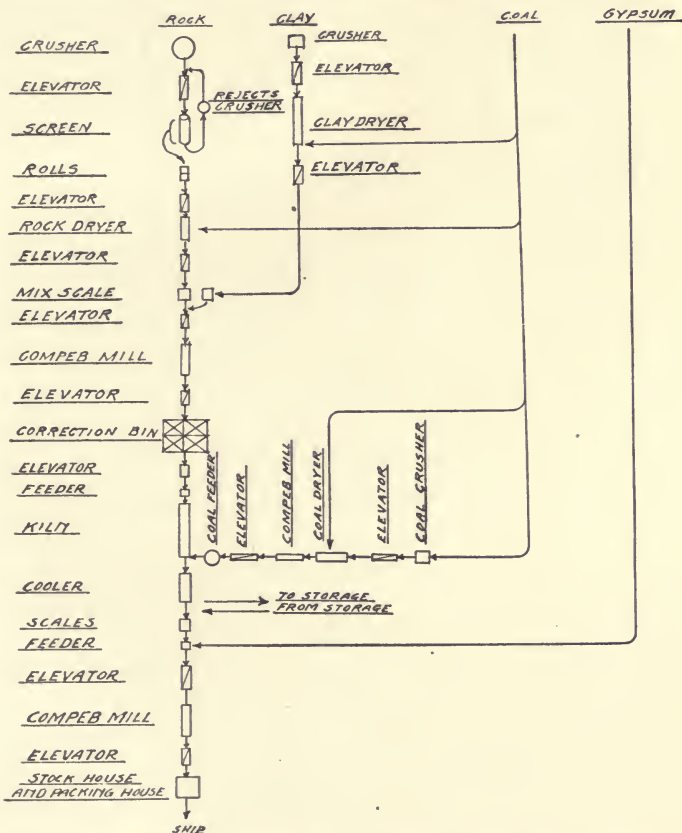 ROCK
CLAY
COAL
GYPSUM
CRUSHER
CRUSHER
ELEVATOR
ELEVATOR
REJECTS
CRUSHER
SCREEN
CLAY DRYER
ROLLS
ELEVATOR
ELEVATOR
ROCK DRYER
ELEVATOR
MIX SCALE
ELEVATOR
COMPEB MILL
ELEVATOR
CORRECTION BIN
ELEVATOR
FEEDER
KILN
COAL FEEDER
ELEVATOR
COMPEB MILL
COAL DRYER
ELEVATOR
COAL CRUSHER
COOLER
TO STORAGE
FROM STORAGE
SCALES
FEEDER
ELEVATOR
COMPEB MILL
ELEVATOR
STOCK HOUSE
AND PACKING HOUSE
SHIP